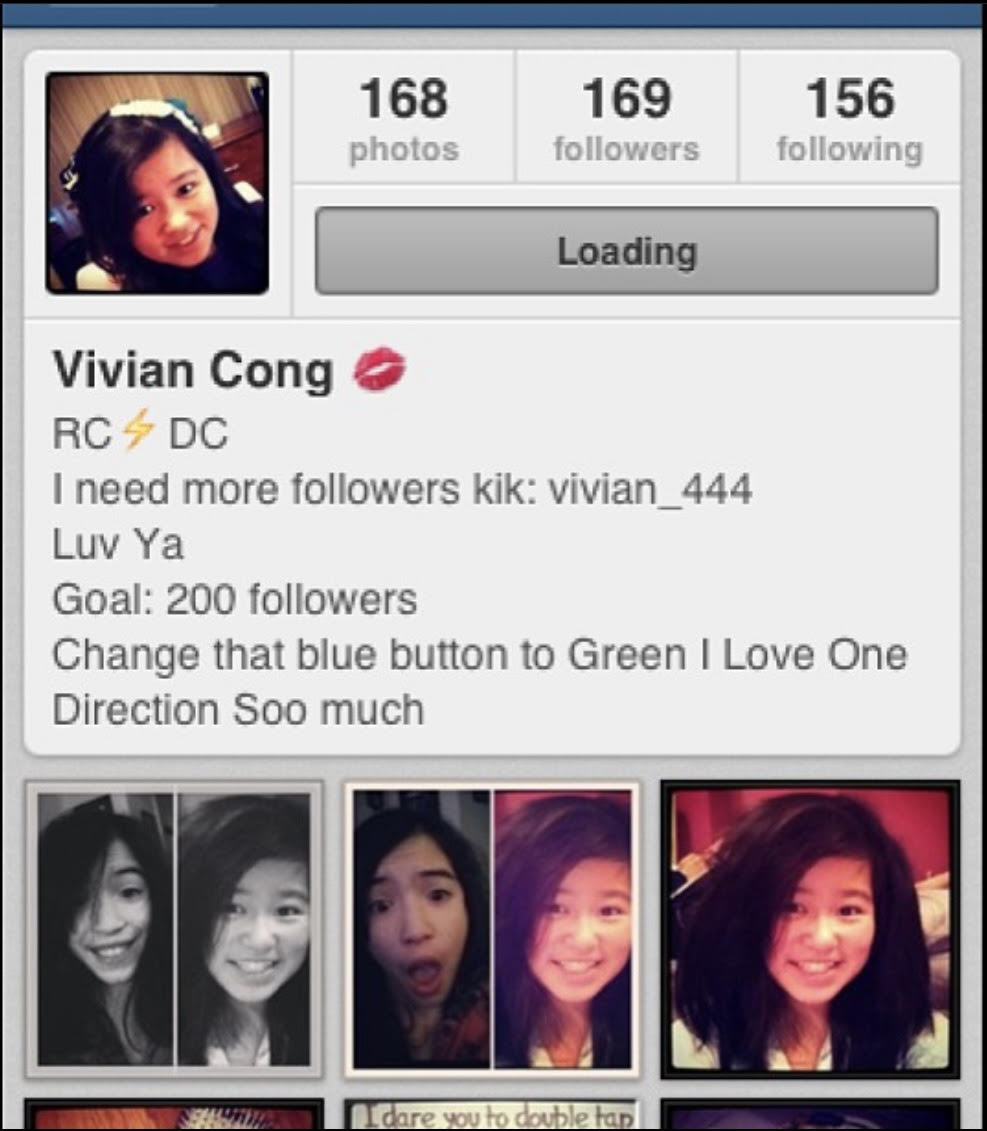 168 169 156
photos followers following
Loading
Vivian Cong 💋
RC⚡DC
I need more followers kik: vivian_444
Luv Ya
Goal: 200 followers
Change that blue button to Green I Love One
Direction Soo much
I dare you to double tap